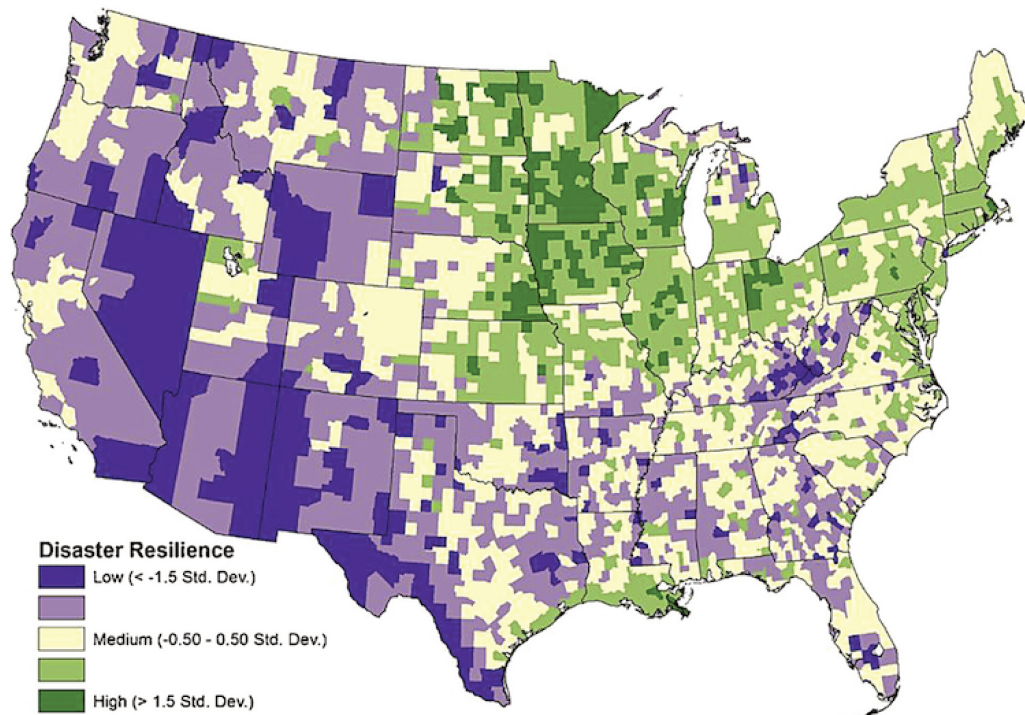 Disaster Resilience
Low (< -1.5 Std. Dev.)
Medium (-0.50 - 0.50 Std. Dev.)
High (> 1.5 Std. Dev.)